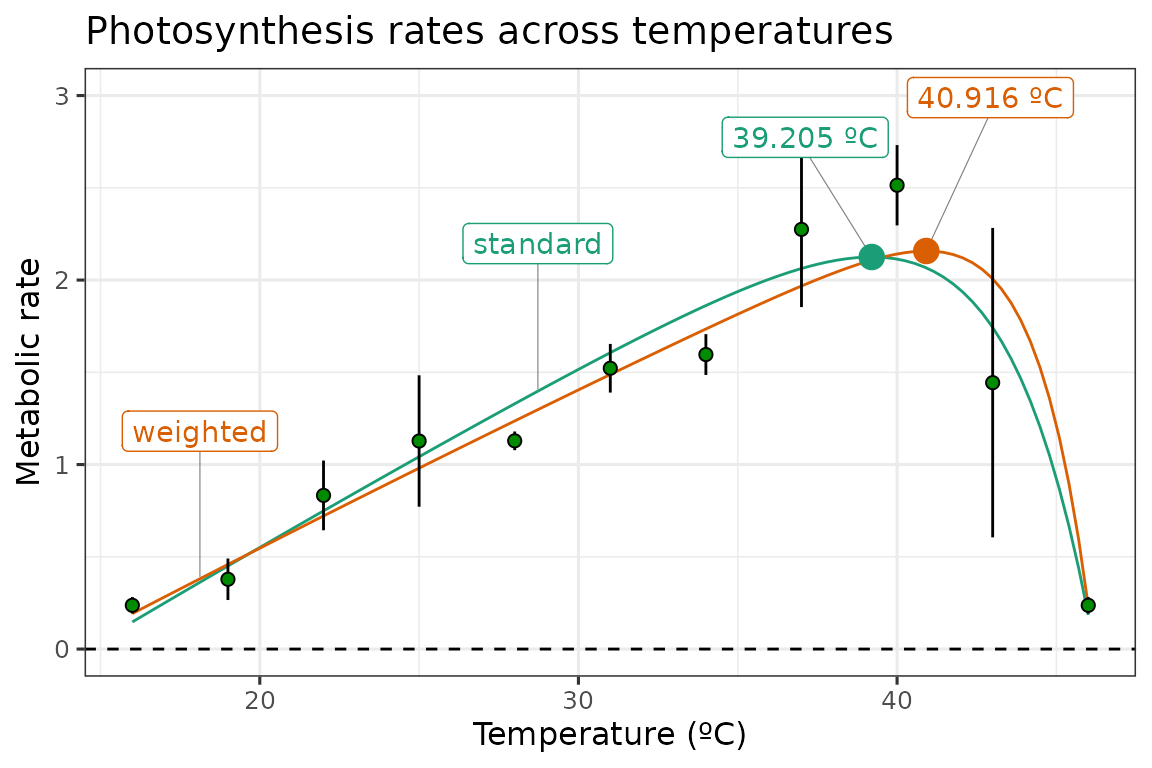 Photosynthesis rates across temperatures
3
2
1
0
Metabolic rate
40.916 ºC
39.205 ºC
standard
weighted
20
30
40
Temperature (ºC)